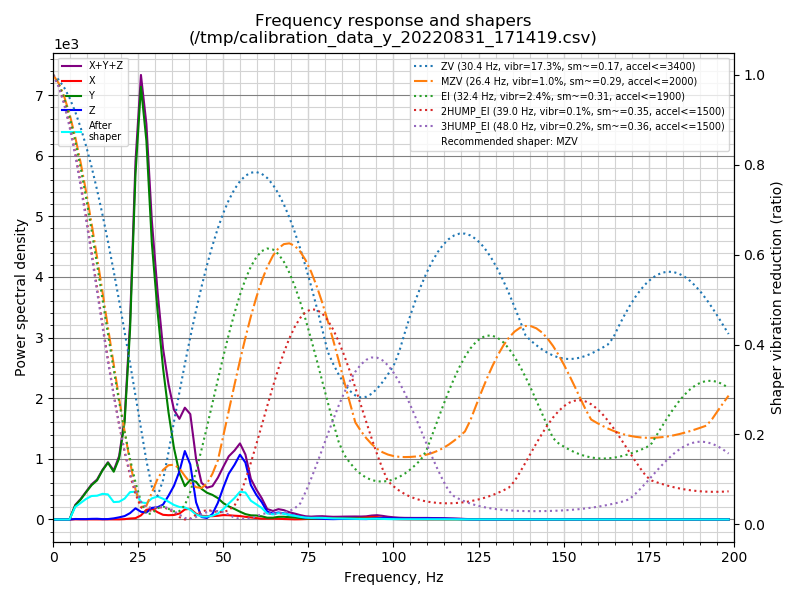 Frequency response and shapers
(/tmp/calibration_data_y_20220831_171419.csv)
1e3
X+Y+Z
X
Y
Z
After
shaper
ZV (30.4 Hz, vibr=17.3%, sm~=0.17, accel<=3400)
MZV (26.4 Hz, vibr=1.0%, sm~=0.29, accel<=2000)
EI (32.4 Hz, vibr=2.4%, sm~=0.31, accel<=1900)
2HUMP_EI (39.0 Hz, vibr=0.1%, sm~=0.35, accel<=1500)
3HUMP_EI (48.0 Hz, vibr=0.2%, sm~=0.36, accel<=1500)
Recommended shaper: MZV
Power spectral density
7
6
5
4
3
2
1
0
1.0
0.8
0.6
0.4
0.2
0.0
Shaper vibration reduction (ratio)
0 25 50 75 100 125 150 175 200
Frequency, Hz